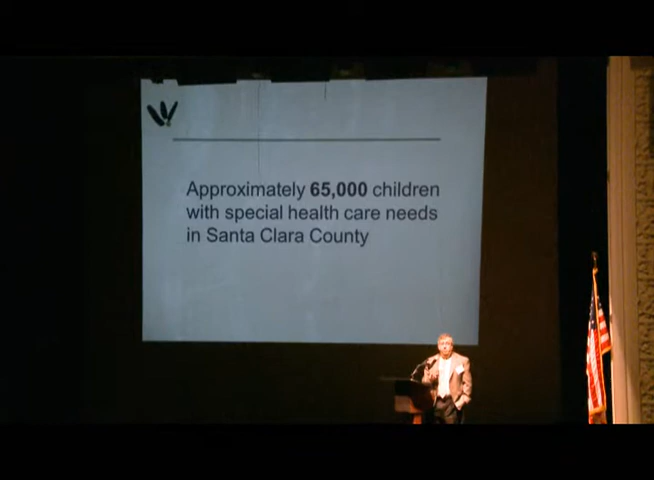 Approximately 65,000 children
with special health care needs
in Santa Clara County